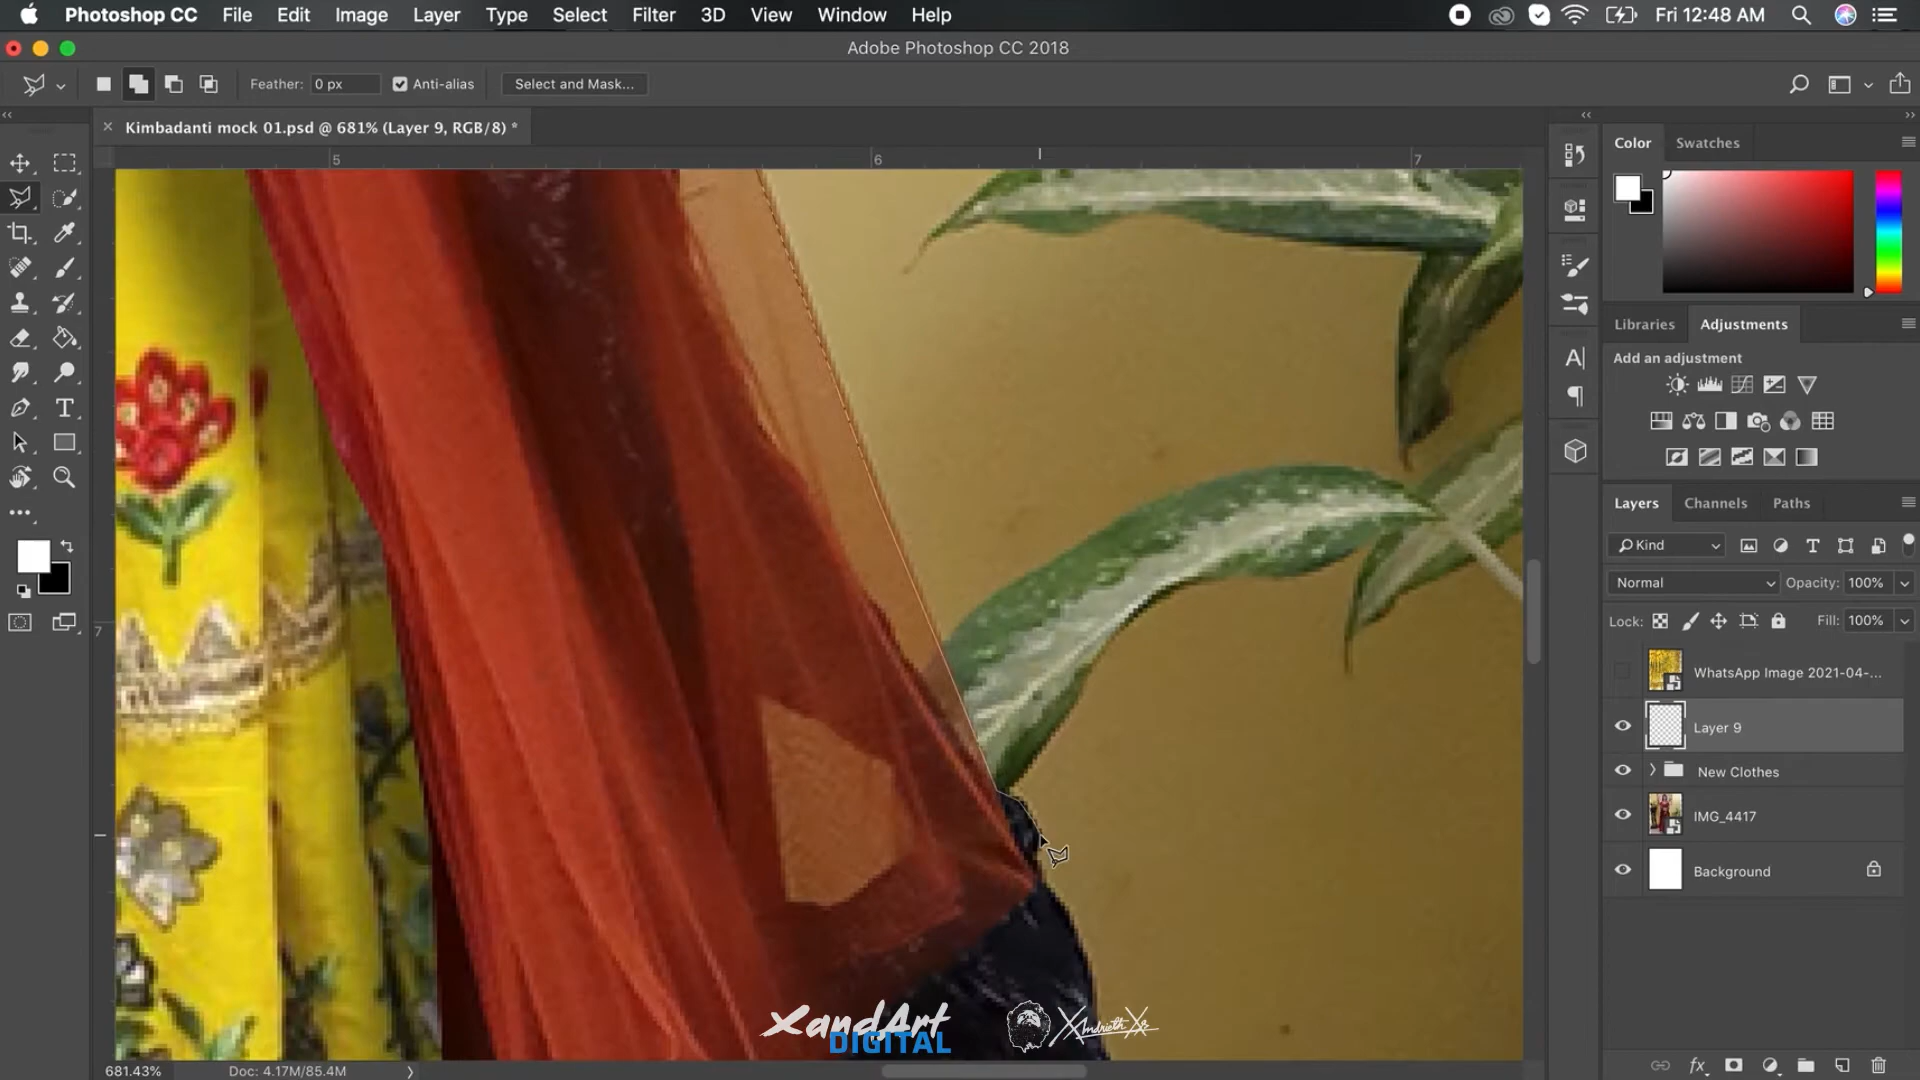 Photoshop CC File Edit Image Layer Type Select Filter 3D View Window Help Fri 12:48 AM
Adobe Photoshop CC 2018
Feather: 0 px Anti-alias Select and Mask...
Kimbadanti mock 01.psd @ 681% (Layer 9, RGB/8) *
5 6 7
7
Color Swatches
Libraries Adjustments
Add an adjustment
Layers Channels Paths
Kind
Normal Opacity: 100%
Lock: Fill: 100%
WhatsApp Image 2021-04-...
Layer 9
New Clothes
IMG_4417
Background
XandArt
DIGITAL
681.43% Doc: 4.17M/85.4M